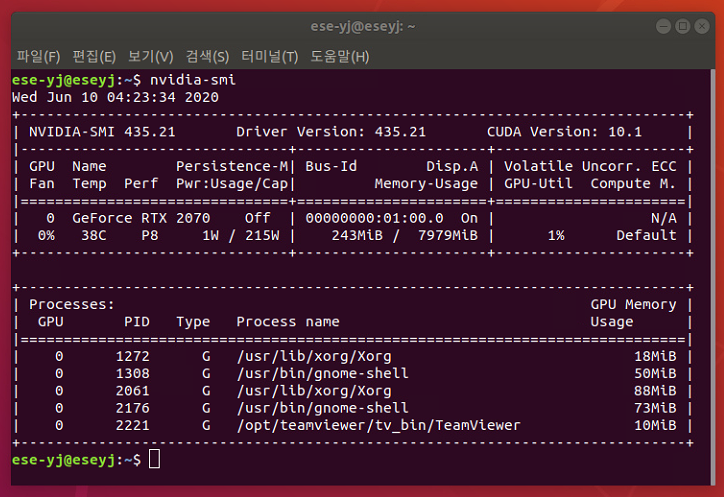 ese-yj@eseyj: ~
파일(F) 편집(E) 보기(V) 검색(S) 터미널(T) 도움말(H)
ese-yj@eseyj:~$ nvidia-smi
Wed Jun 10 04:23:34 2020
+-----------------------------------------------------------------------------+
| NVIDIA-SMI 435.21       Driver Version: 435.21       CUDA Version: 10.1     |
|-------------------------------+----------------------+----------------------+
| GPU  Name        Persistence-M| Bus-Id        Disp.A | Volatile Uncorr. ECC |
| Fan  Temp  Perf  Pwr:Usage/Cap|         Memory-Usage | GPU-Util  Compute M. |
|===============================+======================+======================|
|   0  GeForce RTX 2070    Off  | 00000000:01:00.0  On |                  N/A |
|  0%   38C    P8     1W / 215W |    243MiB /  7979MiB |      1%      Default |
+-------------------------------+----------------------+----------------------+

+-----------------------------------------------------------------------------+
| Processes:                                                       GPU Memory |
|  GPU       PID   Type   Process name                             Usage      |
|=============================================================================|
|    0      1272      G   /usr/lib/xorg/Xorg                            18MiB |
|    0      1308      G   /usr/bin/gnome-shell                          50MiB |
|    0      2061      G   /usr/lib/xorg/Xorg                            88MiB |
|    0      2176      G   /usr/bin/gnome-shell                          73MiB |
|    0      2221      G   /opt/teamviewer/tv_bin/TeamViewer             10MiB |
+-----------------------------------------------------------------------------+
ese-yj@eseyj:~$